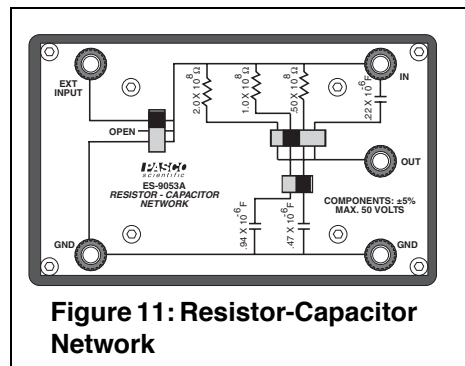 EXT
INPUT
OPEN
2.0 X 10 8 Ω
1.0 X 10 8 Ω
.50 X 10 8 Ω
.22 X 10 -6 F
IN
OUT
PASCO
scientific
ES-9053A
RESISTOR - CAPACITOR
NETWORK
.94 X 10 -6 F
.47 X 10 -6 F
COMPONENTS: ±5%
MAX. 50 VOLTS
GND
GND
Figure 11: Resistor-Capacitor
Network